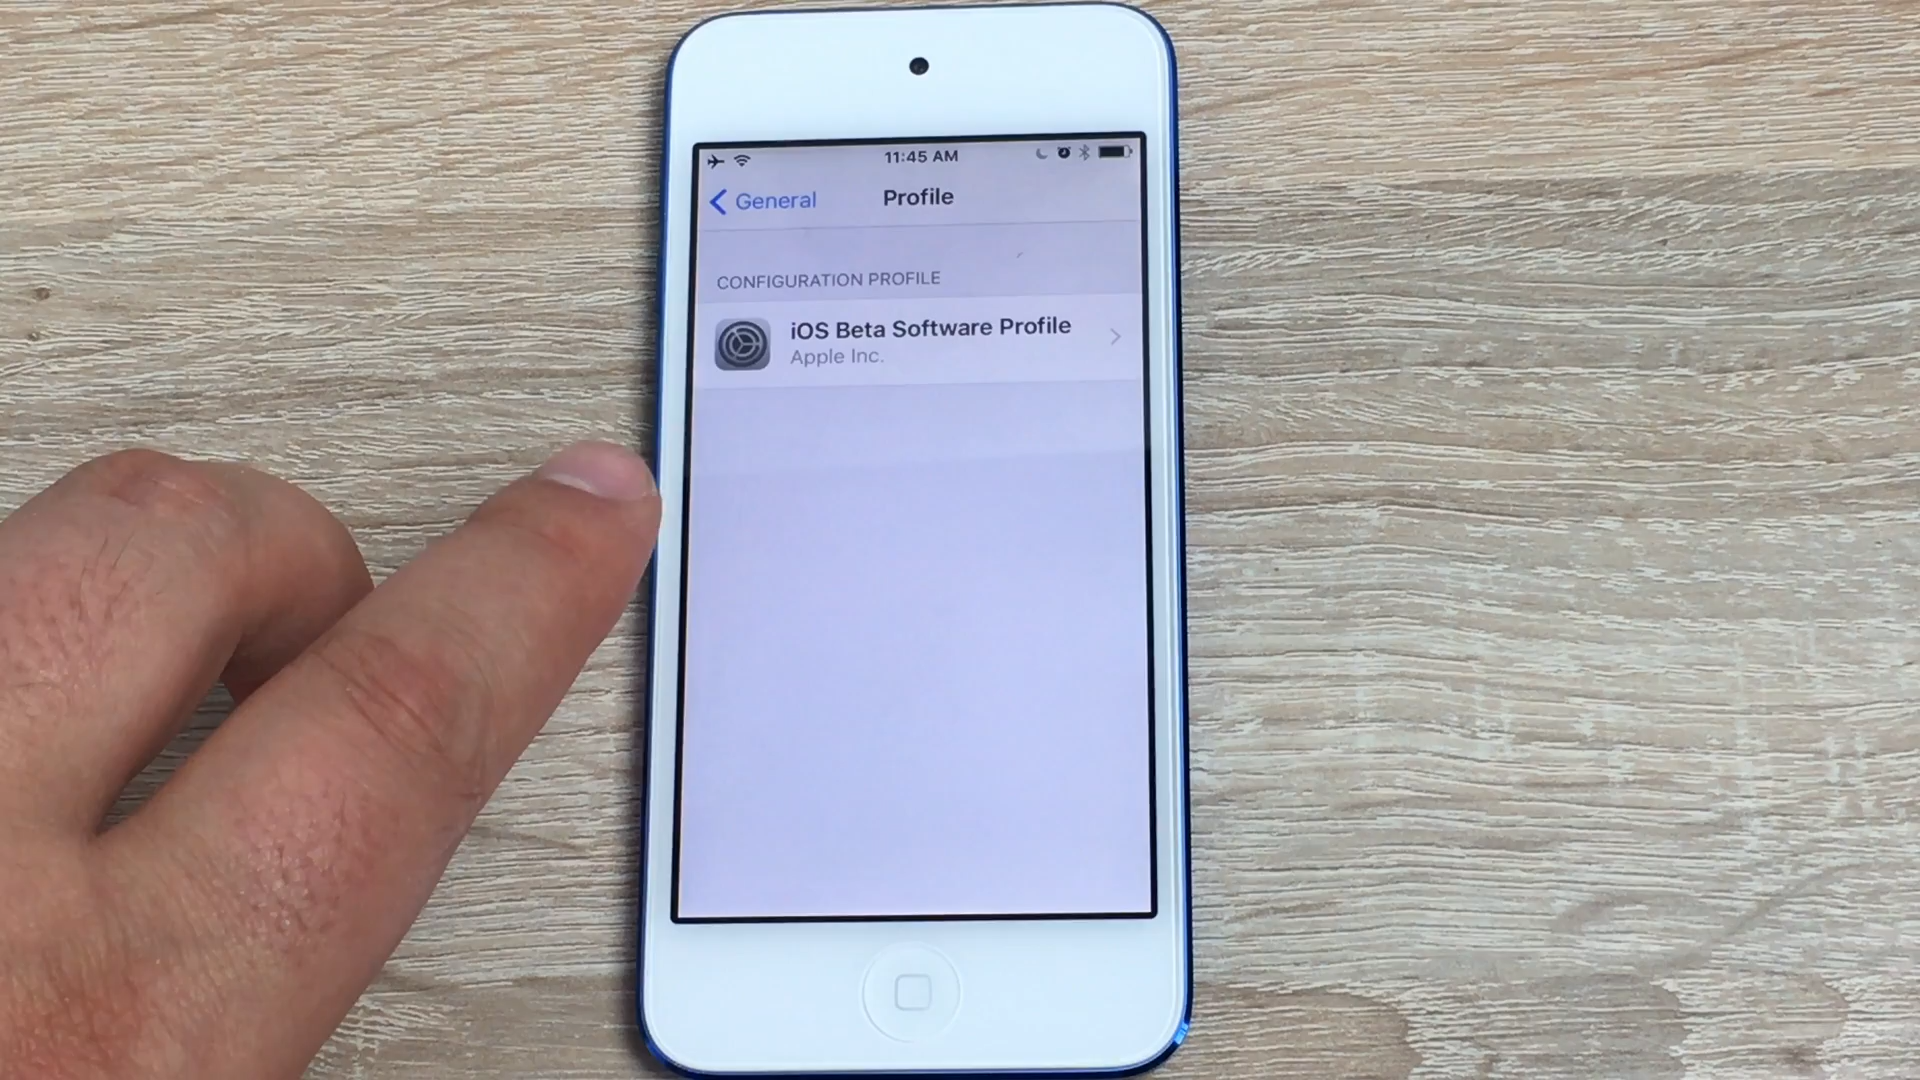 11:45 AM
General
Profile
CONFIGURATION PROFILE
iOS Beta Software Profile
Apple Inc.